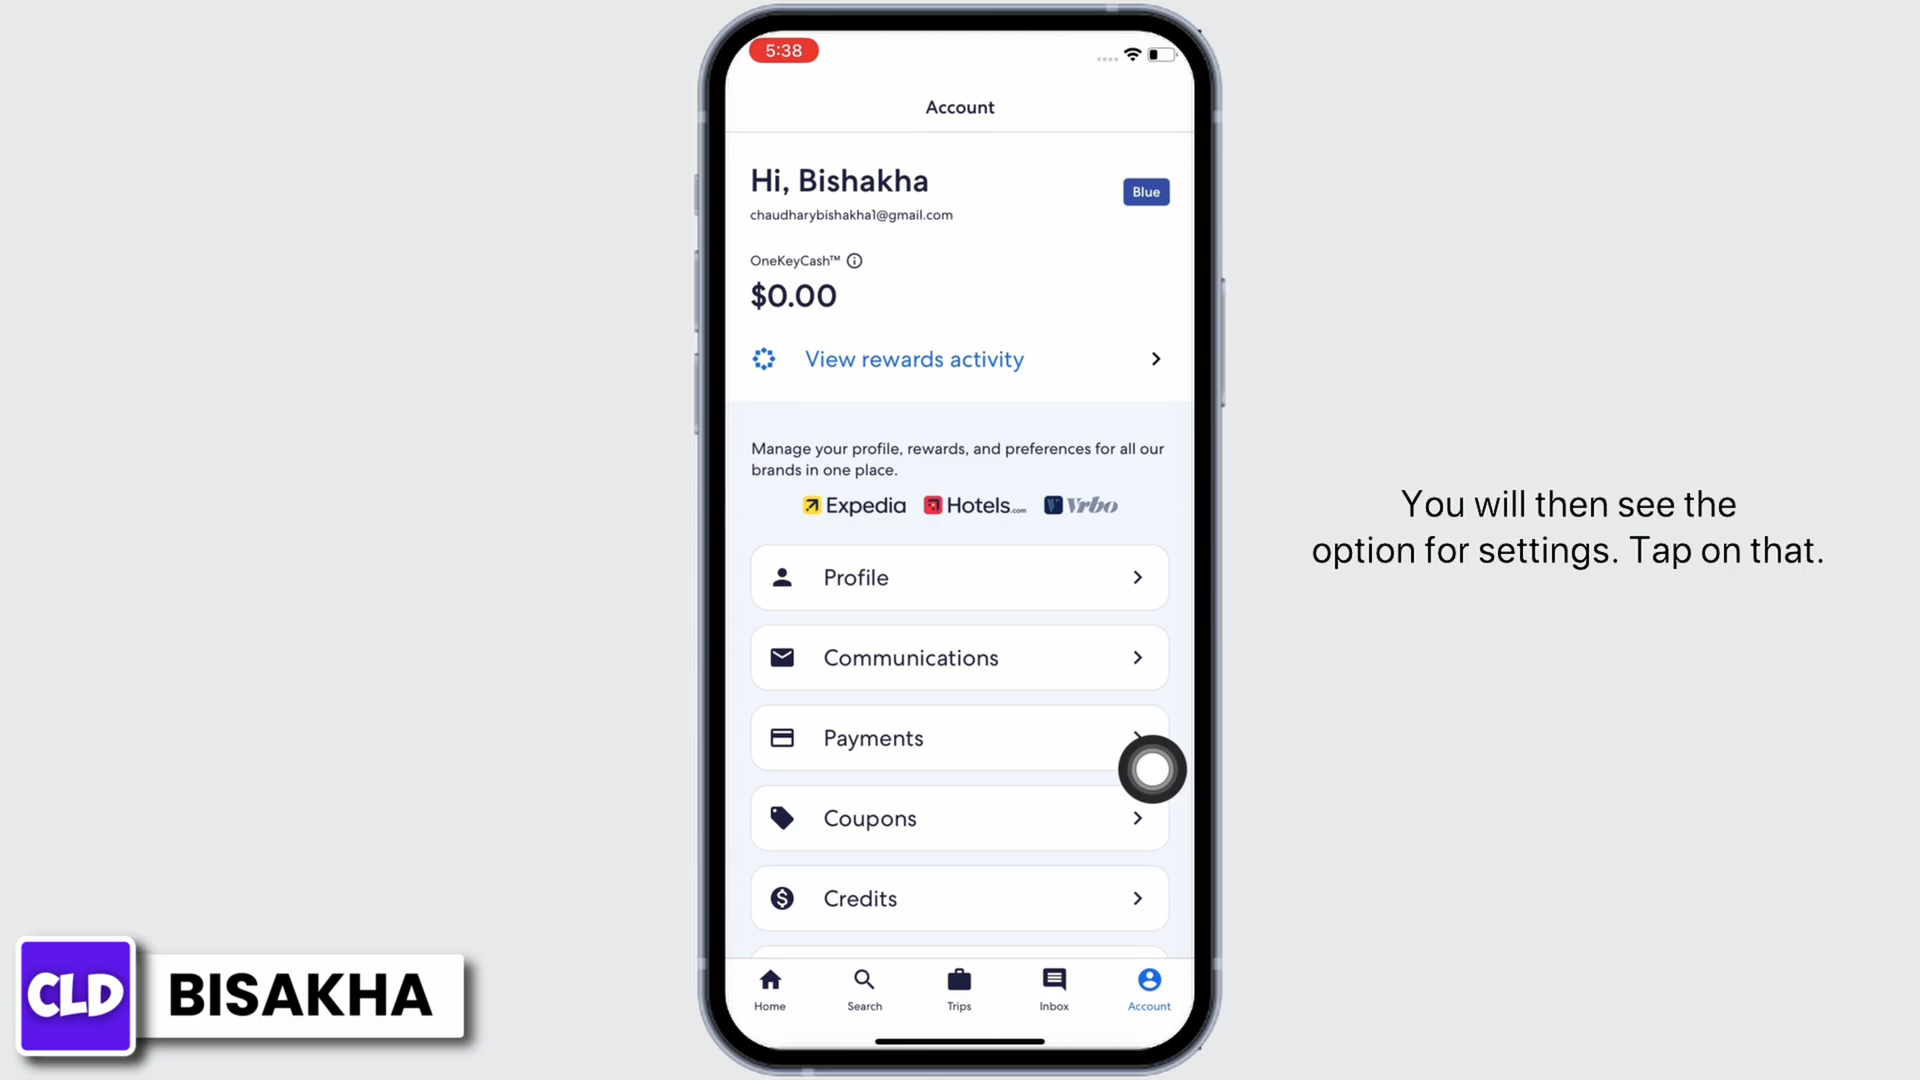 5:38
Account
Hi, Bishakha
Blue
chaudharybishakha1@gmail.com
OneKeyCash™
$0.00
View rewards activity
Manage your profile, rewards, and preferences for all our
brands in one place.
Expedia Hotels.com Vrbo
Profile
Communications
Payments
Coupons
Credits
Home Search Trips Inbox Account
You will then see the
option for settings. Tap on that.
CLD BISAKHA